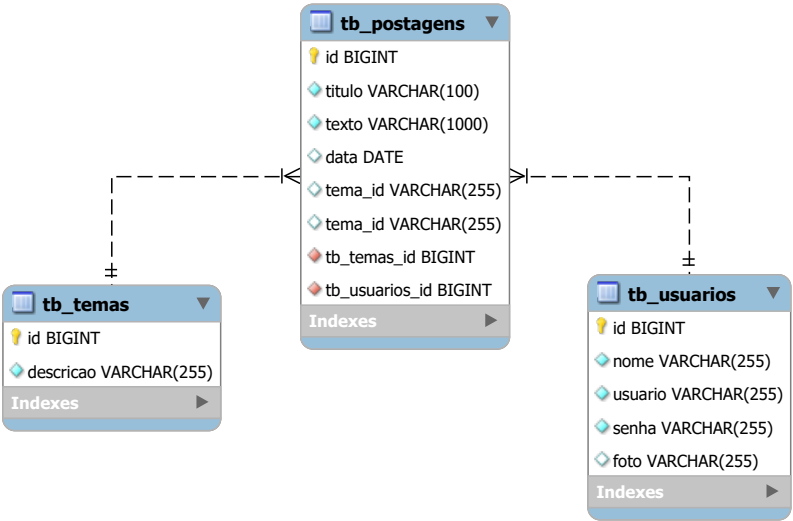 tb_postagens
id BIGINT
titulo VARCHAR(100)
texto VARCHAR(1000)
data DATE
tema_id VARCHAR(255)
tema_id VARCHAR(255)
tb_temas_id BIGINT
tb_usuarios_id BIGINT
Indexes
tb_temas
id BIGINT
descricao VARCHAR(255)
Indexes
tb_usuarios
id BIGINT
nome VARCHAR(255)
usuario VARCHAR(255)
senha VARCHAR(255)
foto VARCHAR(255)
Indexes